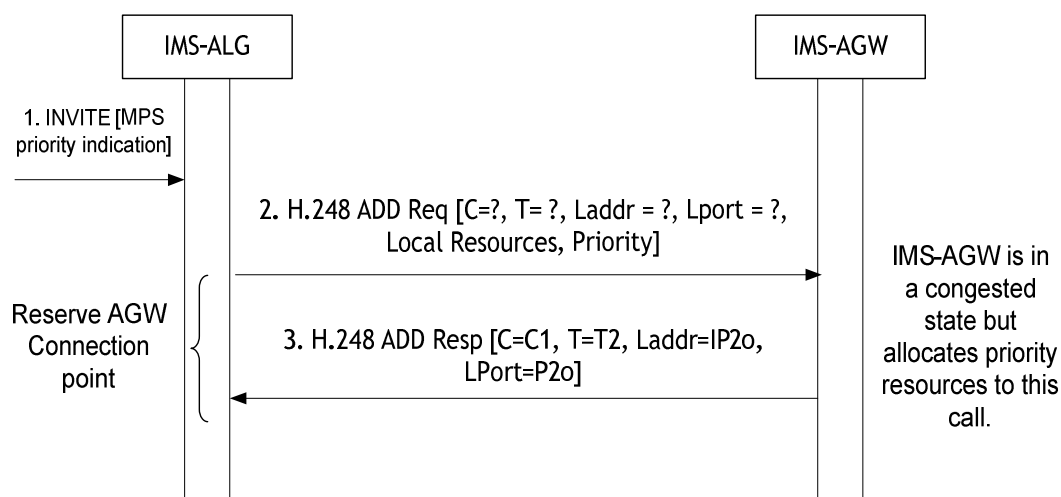 IMS-ALG
IMS-AGW
1. INVITE [MPS
priority indication]
2. H.248 ADD Req [C=?, T= ?, Laddr = ?, Lport = ?,
Local Resources, Priority]
Reserve AGW
Connection
point
3. H.248 ADD Resp [C=C1, T=T2, Laddr=IP2o,
LPort=P2o]
IMS-AGW is in
a congested
state but
allocates priority
resources to this
call.